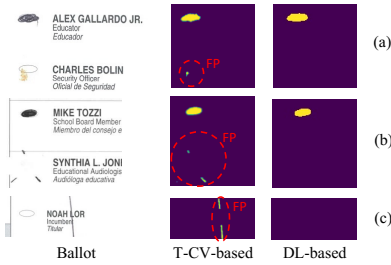 ALEX GALLARDO JR.
Educator
Educador
CHARLES BOLIN
Security Officer
Oficial de Seguridad
FP
(a)
MIKE TOZZI
School Board Member
Miembro del consejo e
SYNTHIA L. JONI
Educational Audiologis
Audióloga educativa
FP
(b)
NOAH LOR
Incumben
Titular
FP
(c)
Ballot
T-CV-based
DL-based